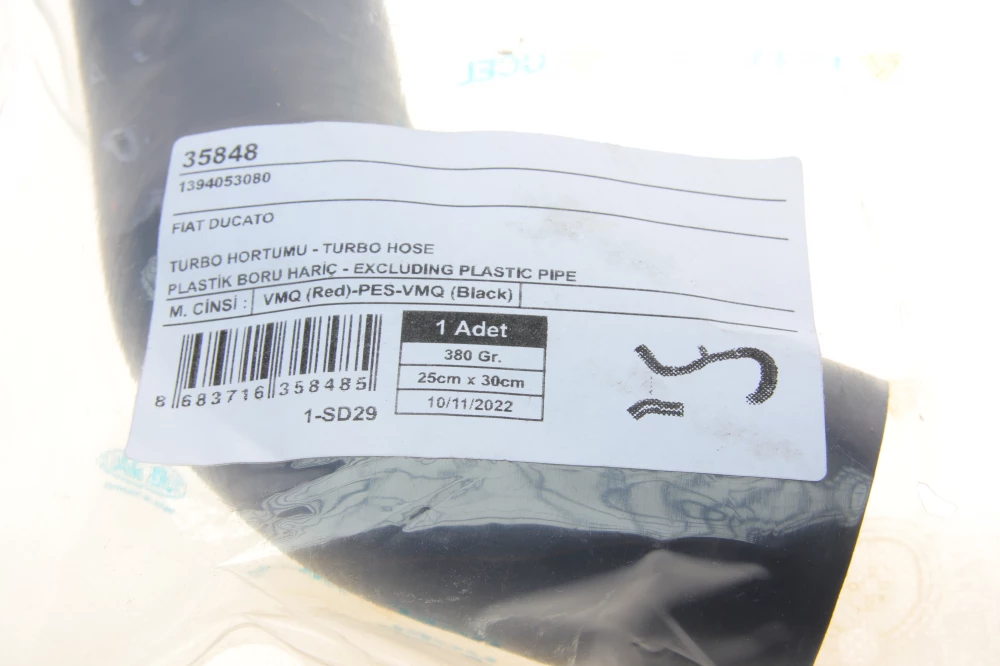 UCEL
35848
1394053080
FIAT DUCATO
TURBO HORTUMU - TURBO HOSE
PLASTİK BORU HARİÇ - EXCLUDING PLASTIC PIPE
M. CİNSİ : VMQ (Red)-PES-VMQ (Black)
1 Adet
380 Gr.
25cm x 30cm
10/11/2022
8 683716 358485
1-SD29